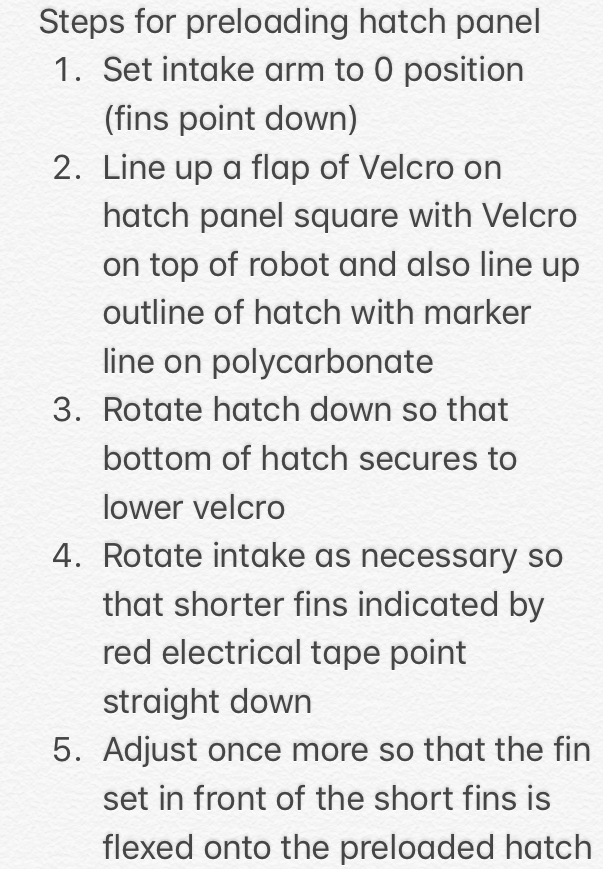 Steps for preloading hatch panel
1. Set intake arm to 0 position
(fins point down)
2. Line up a flap of Velcro on
hatch panel square with Velcro
on top of robot and also line up
outline of hatch with marker
line on polycarbonate
3. Rotate hatch down so that
bottom of hatch secures to
lower velcro
4. Rotate intake as necessary so
that shorter fins indicated by
red electrical tape point
straight down
5. Adjust once more so that the fin
set in front of the short fins is
flexed onto the preloaded hatch